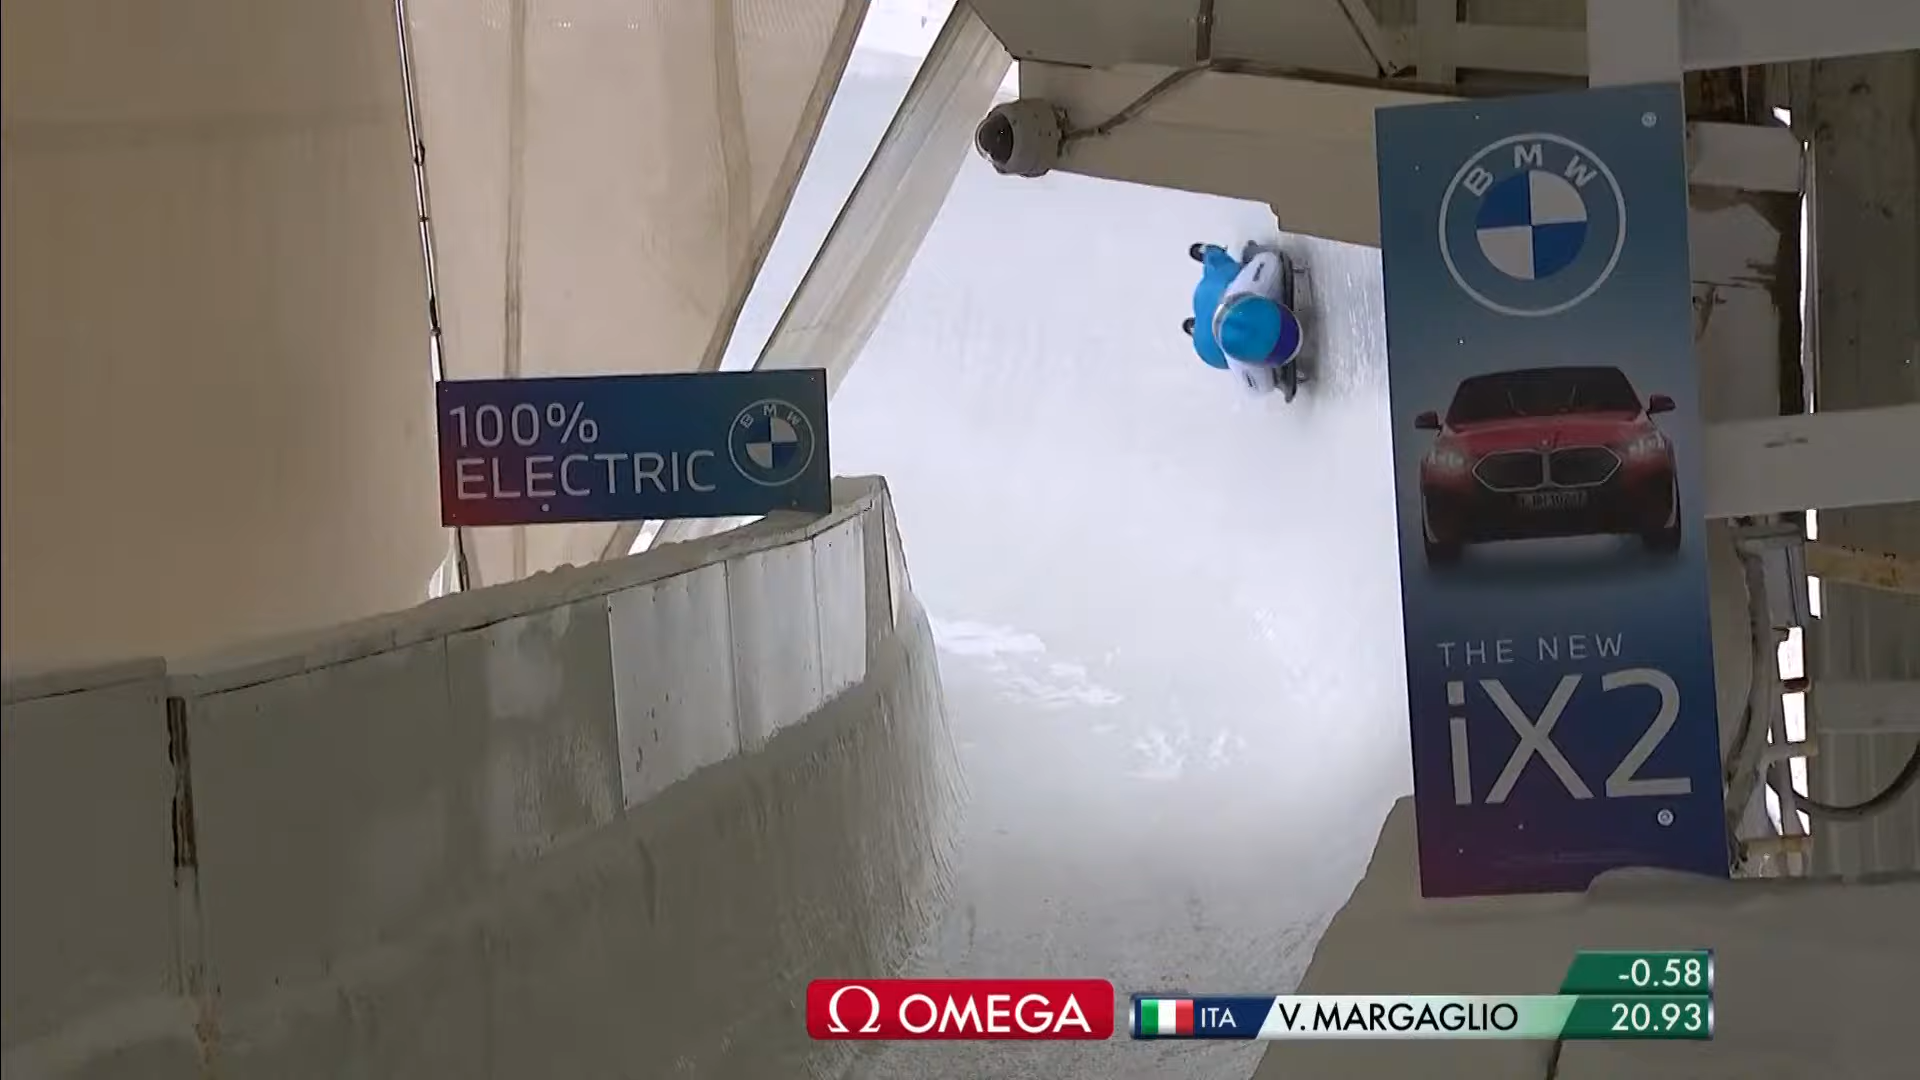 BMW
100%
ELECTRIC
BMW
THE NEW
iX2
-0.58
Ω OMEGA
ITA V. MARGAGLIO 20.93